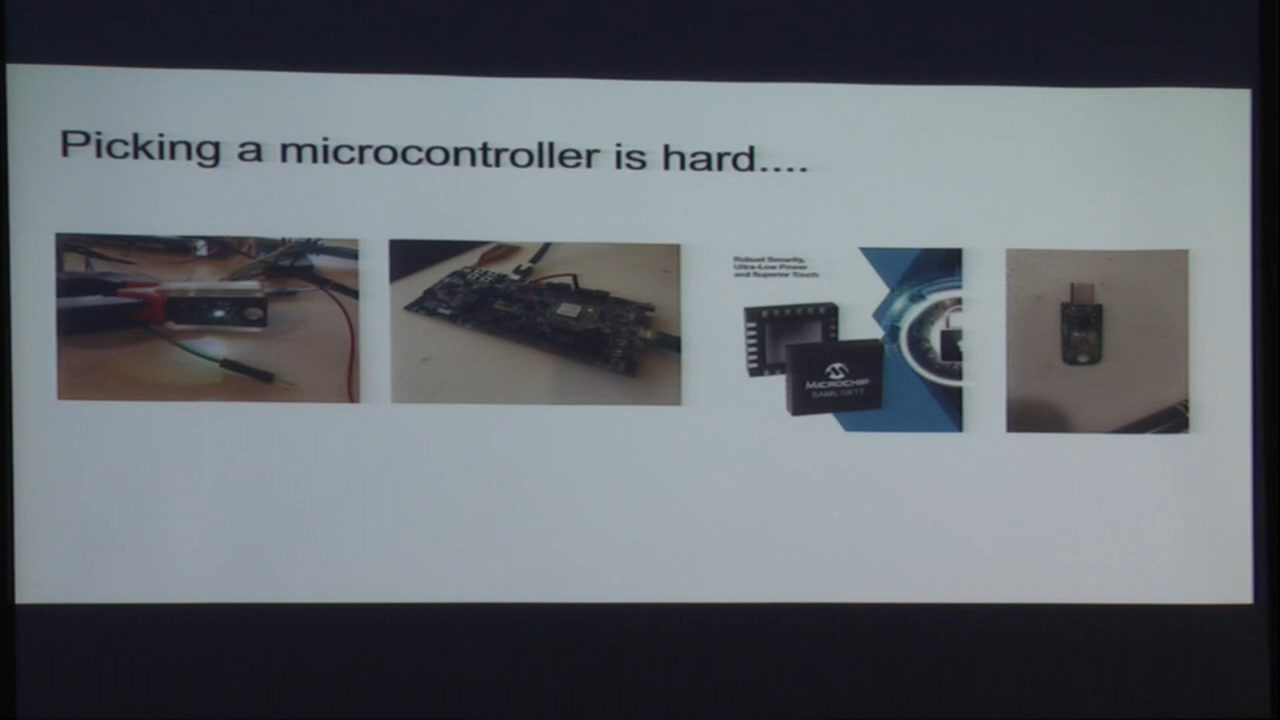 Picking a microcontroller is hard....
Robust Security,
Ultra-Low Power
and Superior Touch
MICROCHIP
SAML10/11